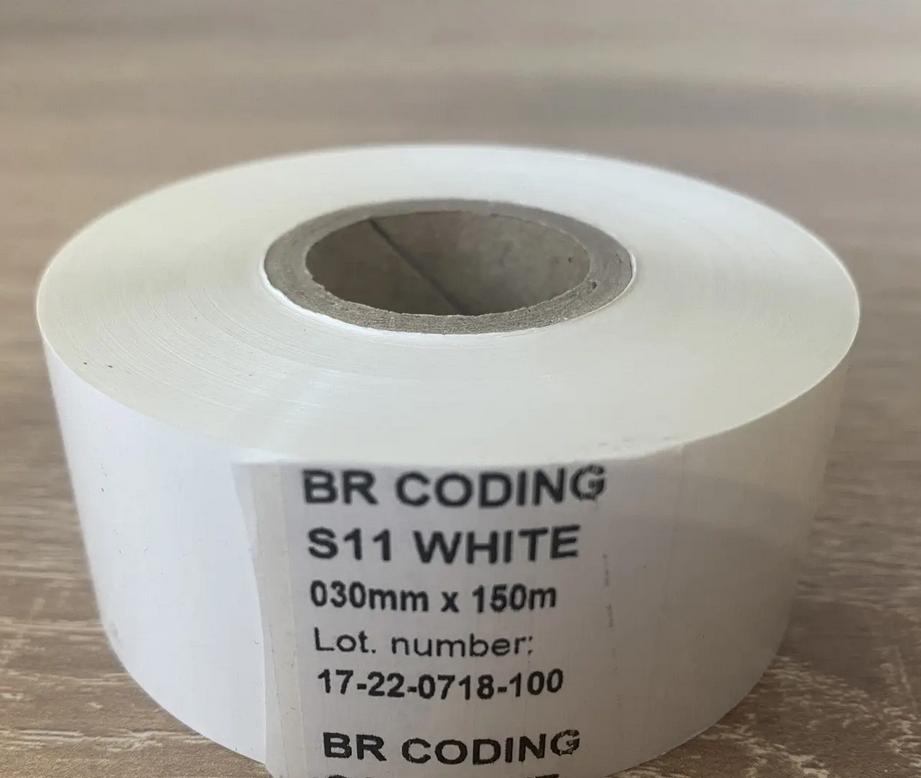 BR CODING
S11 WHITE
030mm x 150m
Lot. number:
17-22-0718-100
BR CODING